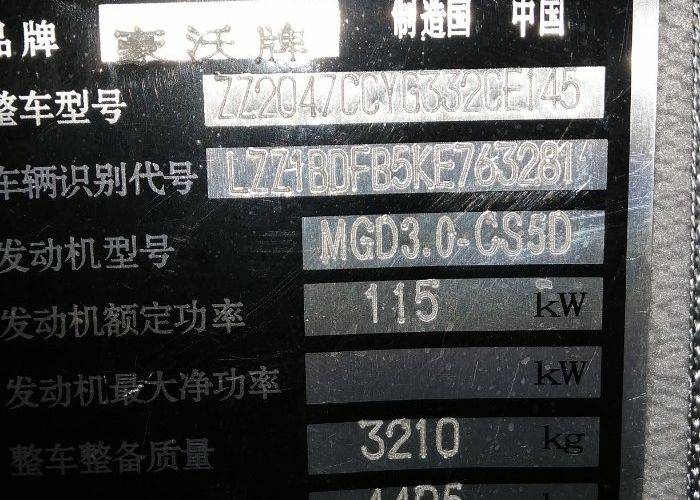 品牌 豪沃牌 制造国 中国
整车型号 ZZ2047CCYG332CE145
车辆识别代号 LZZ1BDFB5KE763281
发动机型号 MGD3.0-CS5D
发动机额定功率 115 kW
发动机最大净功率 kW
整车整备质量 3210 kg